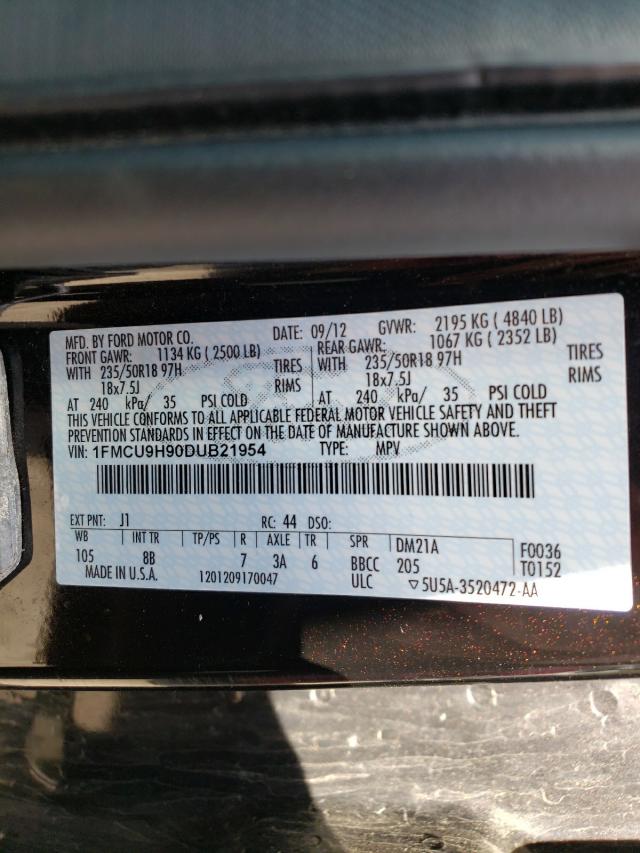 MFD. BY FORD MOTOR CO. DATE: 09/12 GVWR: 2195 KG ( 4840 LB)
FRONT GAWR: 1134 KG ( 2500 LB) REAR GAWR: 1067 KG ( 2352 LB)
WITH 235/50R18 97H TIRES WITH 235/50R18 97H TIRES
18x7.5J RIMS 18x7.5J RIMS
AT 240 kPa/ 35 PSI COLD AT 240 kPa/ 35 PSI COLD
THIS VEHICLE CONFORMS TO ALL APPLICABLE FEDERAL MOTOR VEHICLE SAFETY AND THEFT
PREVENTION STANDARDS IN EFFECT ON THE DATE OF MANUFACTURE SHOWN ABOVE.
VIN: 1FMCU9H90DUB21954 TYPE: MPV
EXT PNT: J1 RC: 44 DSO:
WB INT TR TP/PS R AXLE TR SPR DM21A F0036
105 8B 7 3A 6 BBCC 205 T0152
MADE IN U.S.A. 1201209170047 ULC ▽5U5A-3520472-AA